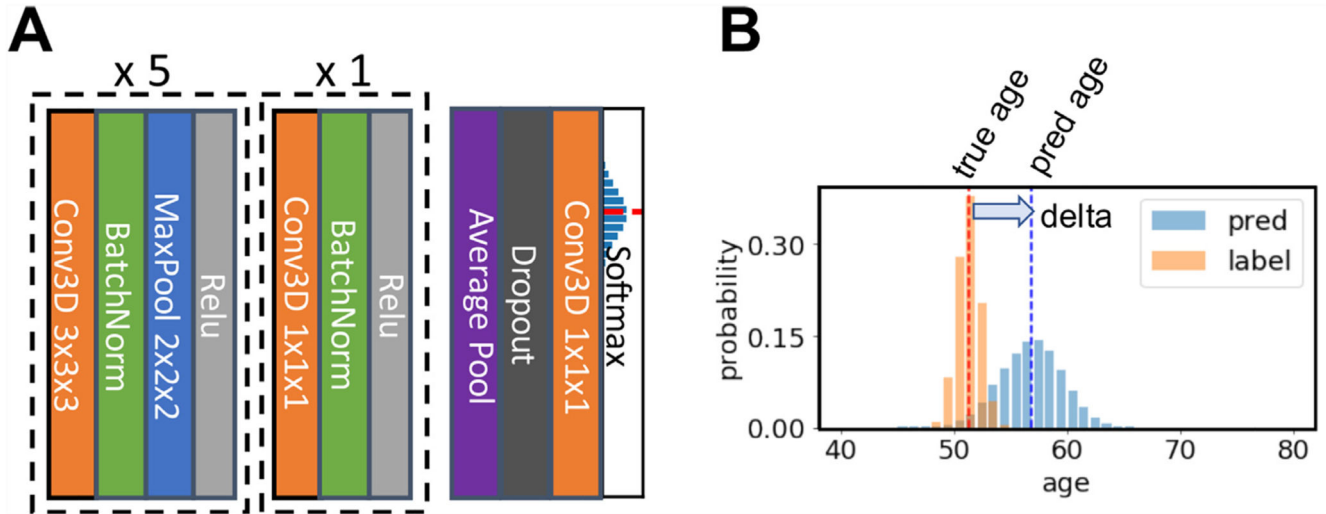 A
x 5
x 1
Conv3D 3x3x3
BatchNorm
MaxPool 2x2x2
Relu
Conv3D 1x1x1
BatchNorm
Relu
Average Pool
Dropout
Conv3D 1x1x1
Softmax
B
true age
pred age
delta
pred
label
probability
0.30
0.15
0.00
40
50
60
70
80
age